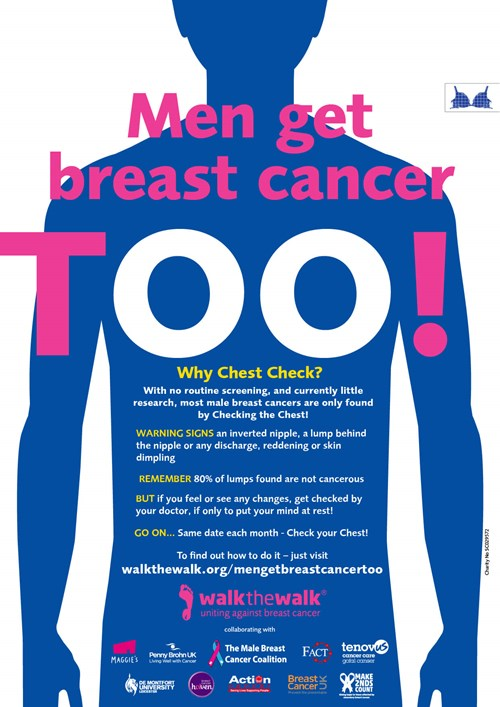 Men get
breast cancer
TOO!
Why Chest Check?
With no routine screening, and currently little
research, most male breast cancers are only found
by Checking the Chest!
WARNING SIGNS an inverted nipple, a lump behind
the nipple or any discharge, reddening or skin
dimpling
REMEMBER 80% of lumps found are not cancerous
BUT if you feel or see any changes, get checked by
your doctor, if only to put your mind at rest!
GO ON... Same date each month - Check your Chest!
To find out how to do it – just visit
walkthewalk.org/mengetbreastcancertoo
walkthewalk®
uniting against breast cancer
collaborating with
MAGGIE'S
Penny Brohn UK
Living Well with Cancer
The Male Breast
Cancer Coalition
FACT
tenovus
cancer care
gofal canser
DE MONTFORT
UNIVERSITY
LEICESTER
Action
Breast
Cancer UK
MAKE
2NDS
COUNT
Charity No SC029572